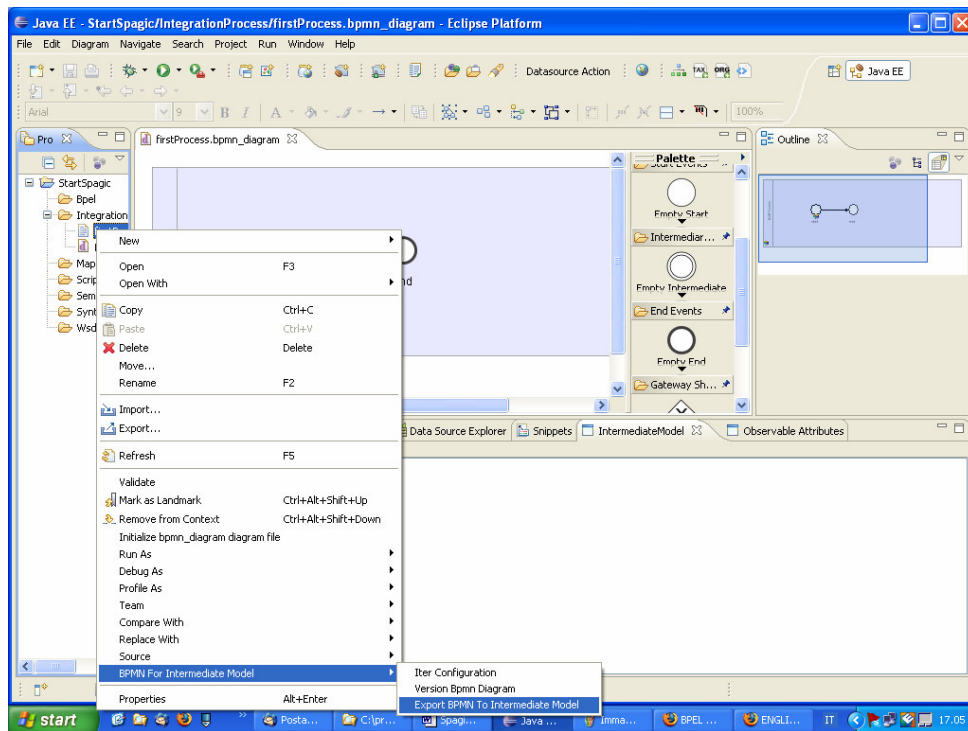 Java EE - StartSpagic/IntegrationProcess/firstProcess.bpmn_diagram - Eclipse Platform
File Edit Diagram Navigate Search Project Run Window Help
Datasource Action
Java EE
Arial 9 B I A 100%
Pro
firstProcess.bpmn_diagram
Outline
StartSpagic
Bpel
Integration
Map
Scrip
Sem
Synt
Wsd
Palette
Empty Start
Intermediar...
Empty Intermediate
End Events
Empty End
Gateway Sh...
nd
New
Open F3
Open With
Copy Ctrl+C
Paste Ctrl+V
Delete Delete
Move...
Rename F2
Import...
Export...
Refresh F5
Validate
Mark as Landmark Ctrl+Alt+Shift+Up
Remove from Context Ctrl+Alt+Shift+Down
Initialize bpmn_diagram diagram file
Run As
Debug As
Profile As
Team
Compare With
Replace With
Source
BPMN For Intermediate Model
Properties Alt+Enter
Iter Configuration
Version Bpmn Diagram
Export BPMN To Intermediate Model
Data Source Explorer
Snippets
IntermediateModel
Observable Attributes
start
Posta...
C:\pr...
Spagi...
Java ...
Imma...
BPEL ...
ENGLI...
IT
17.05